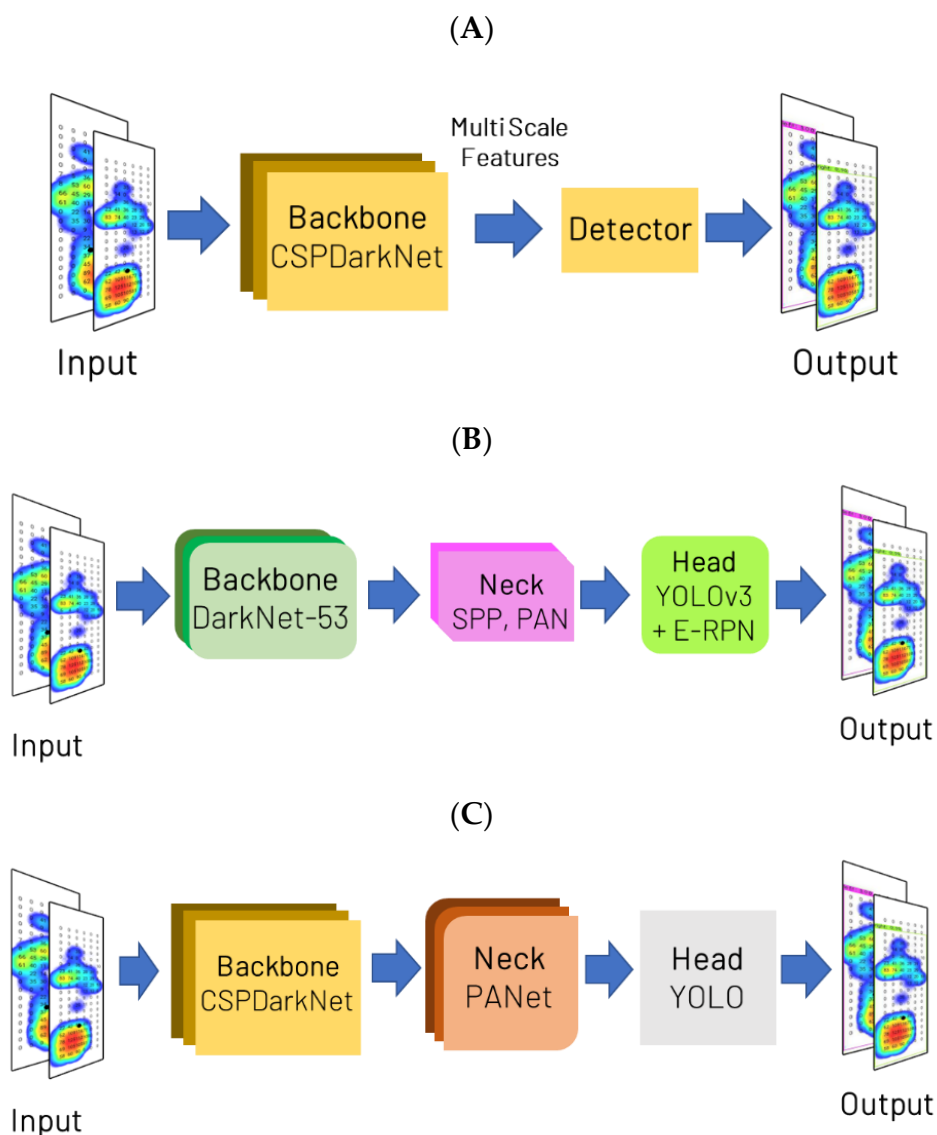 (A)
Multi Scale
Features
Backbone
CSPDarkNet
Detector
Input
Output
(B)
Backbone
DarkNet-53
Neck
SPP, PAN
Head
YOLOv3
+ E-RPN
Input
Output
(C)
Backbone
CSPDarkNet
Neck
PANet
Head
YOLO
Input
Output